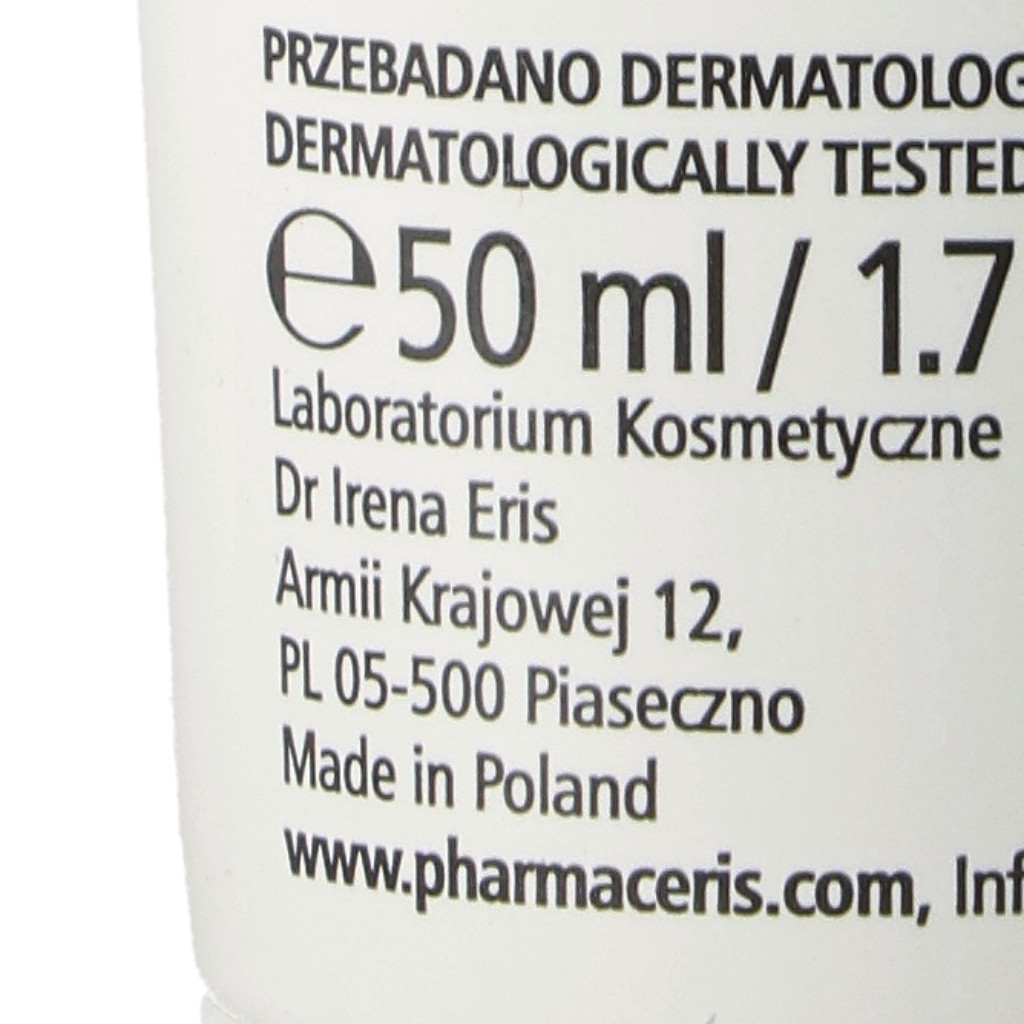 PRZEBADANO DERMATOLOG
DERMATOLOGICALLY TESTED
℮50 ml / 1.7
Laboratorium Kosmetyczne
Dr Irena Eris
Armii Krajowej 12,
PL 05-500 Piaseczno
Made in Poland
www.pharmaceris.com, Inf